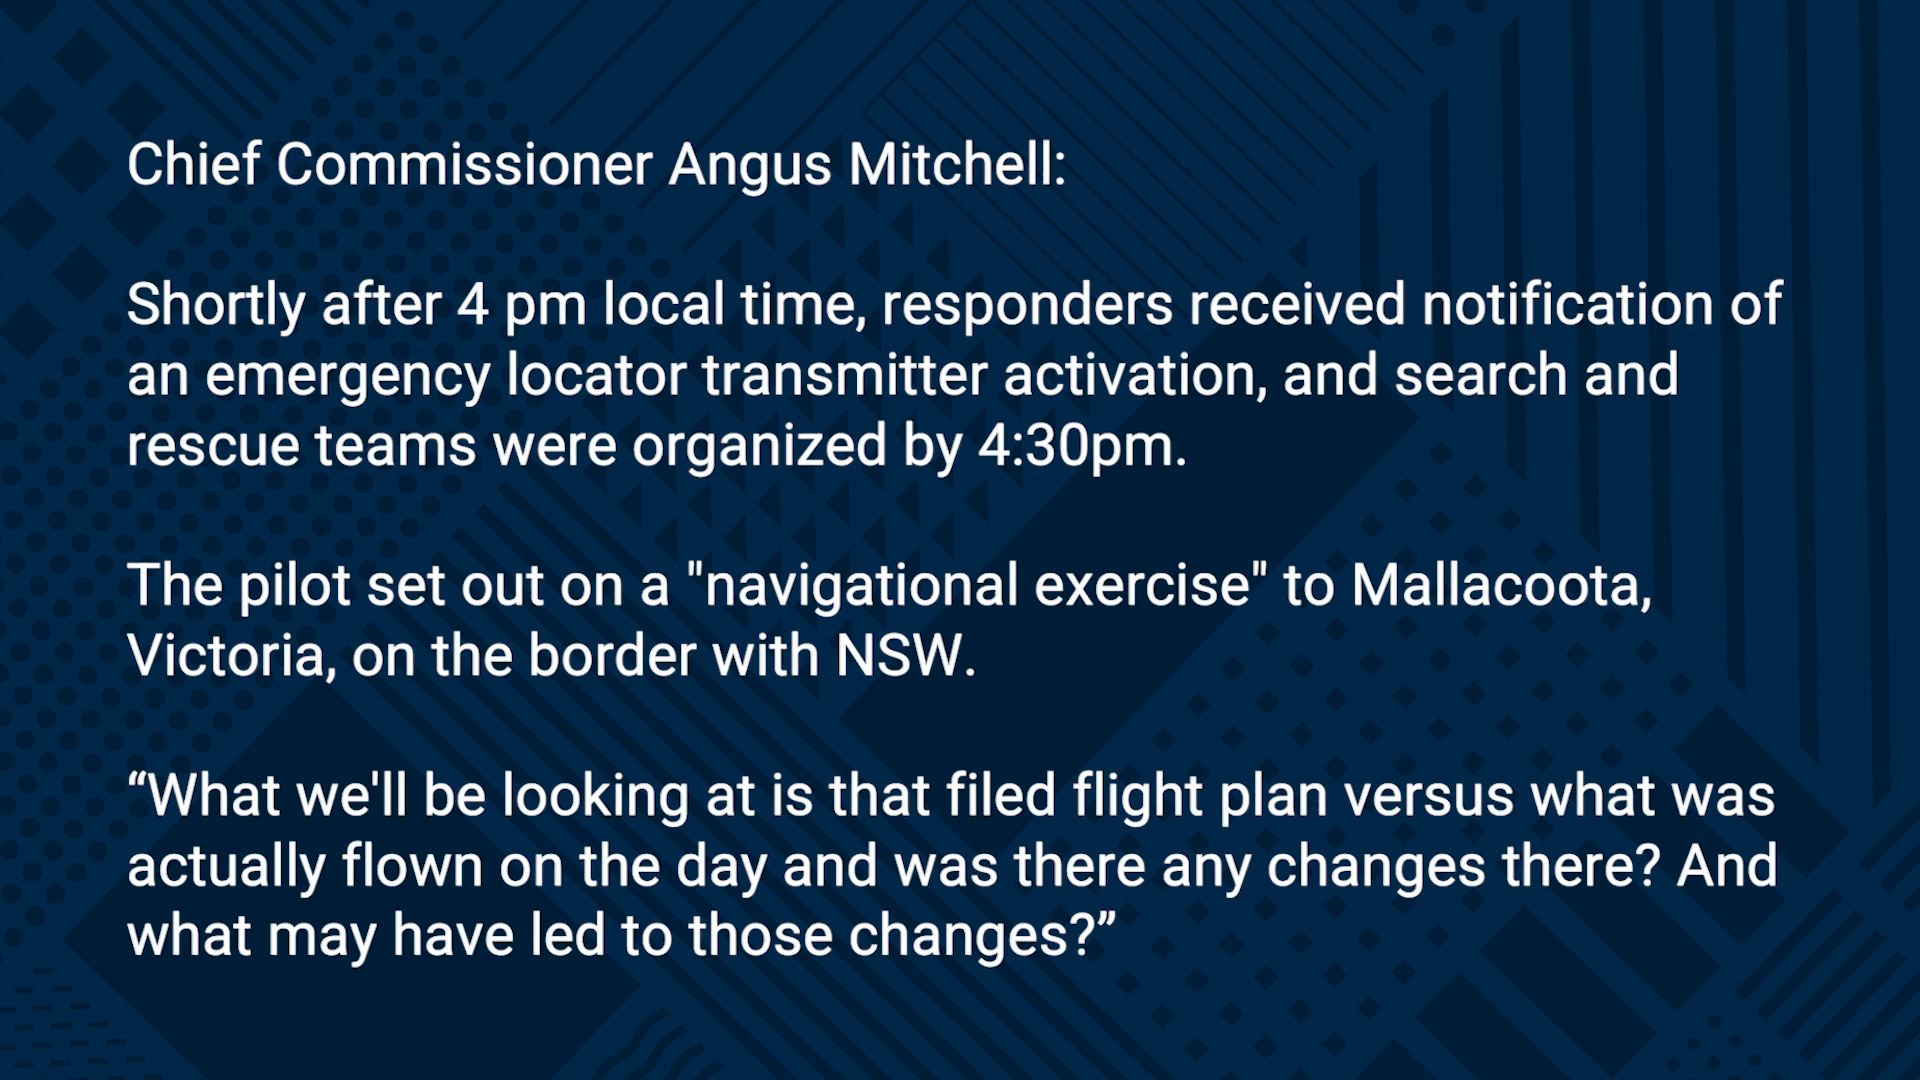 Chief Commissioner Angus Mitchell:
Shortly after 4 pm local time, responders received notification of
an emergency locator transmitter activation, and search and
rescue teams were organized by 4:30pm.
The pilot set out on a "navigational exercise" to Mallacoota,
Victoria, on the border with NSW.
“What we'll be looking at is that filed flight plan versus what was
actually flown on the day and was there any changes there? And
what may have led to those changes?”